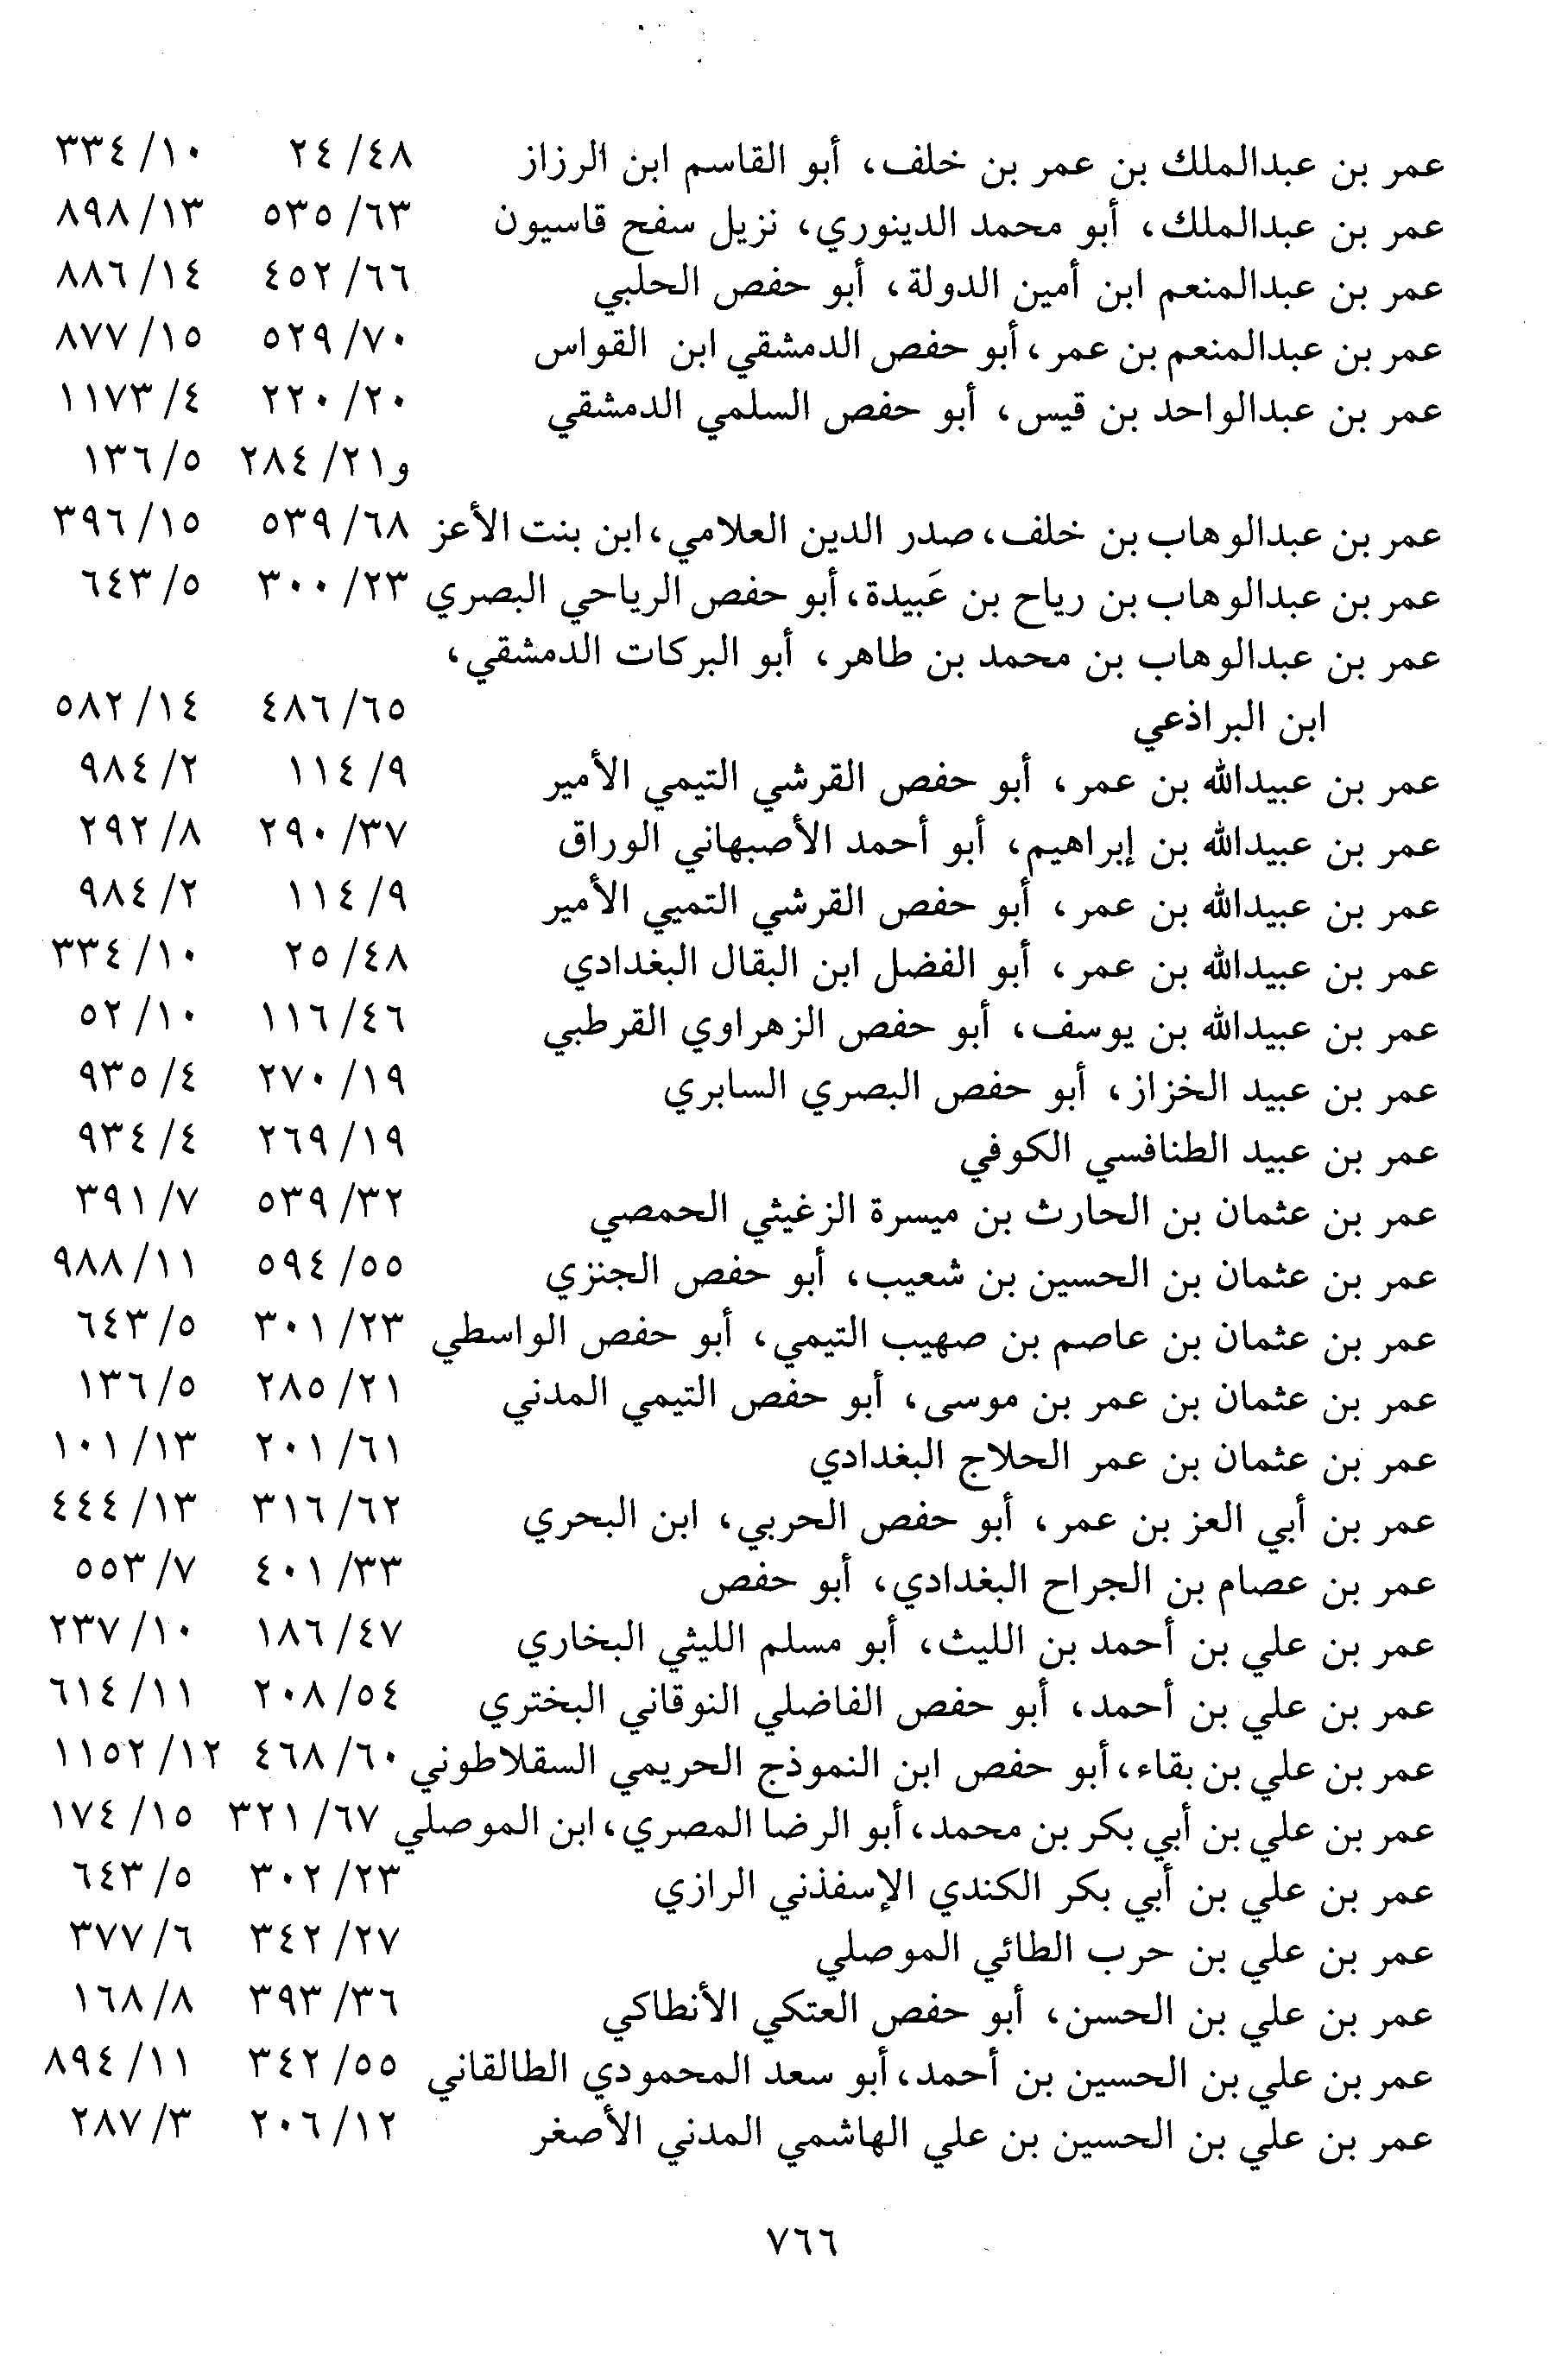 عمر بن عبدالملك بن عمر بن خلف، أبو القاسم ابن الرزاز ٤٨/ ٢٤ ١٠/ ٣٣٤
عمر بن عبدالملك، أبو محمد الدينوري، نزيل سفح قاسيون ٦٣/ ٥٣٥ ١٣/ ٨٩٨
عمر بن عبدالمنعم ابن أمين الدولة، أبو حفص الحلبي ٦٦/ ٤٥٢ ١٤/ ٨٨٦
عمر بن عبدالمنعم بن عمر، أبو حفص الدمشقي ابن القواس ٧٠/ ٥٢٩ ١٥/ ٨٧٧
عمر بن عبدالواحد بن قيس، أبو حفص السلمي الدمشقي ٢٠/ ٢٢٠ ٤/ ١١٧٣
و٢١/ ٢٨٤ ٥/ ١٣٦
عمر بن عبدالوهاب بن خلف، صدر الدين العلامي، ابن بنت الأعز ٦٨/ ٥٣٩ ١٥/ ٣٩٦
عمر بن عبدالوهاب بن رياح بن عَبيدة، أبو حفص الرياحي البصري ٢٣/ ٣٠٠ ٥/ ٦٤٣
عمر بن عبدالوهاب بن محمد بن طاهر، أبو البركات الدمشقي،
ابن البراذعي ٦٥/ ٤٨٦ ١٤/ ٥٨٢
عمر بن عبيدالله بن عمر، أبو حفص القرشي التيمي الأمير ٩/ ١١٤ ٢/ ٩٨٤
عمر بن عبيدالله بن إبراهيم، أبو أحمد الأصبهاني الوراق ٣٧/ ٢٩٠ ٨/ ٢٩٢
عمر بن عبيدالله بن عمر، أبو حفص القرشي التميي الأمير ٩/ ١١٤ ٢/ ٩٨٤
عمر بن عبيدالله بن عمر، أبو الفضل ابن البقال البغدادي ٤٨/ ٢٥ ١٠/ ٣٣٤
عمر بن عبيدالله بن يوسف، أبو حفص الزهراوي القرطبي ٤٦/ ١١٦ ١٠/ ٥٢
عمر بن عبيد الخزاز، أبو حفص البصري السابري ١٩/ ٢٧٠ ٤/ ٩٣٥
عمر بن عبيد الطنافسي الكوفي ١٩/ ٢٦٩ ٤/ ٩٣٤
عمر بن عثمان بن الحارث بن ميسرة الزغيثي الحمصي ٣٢/ ٥٣٩ ٧/ ٣٩١
عمر بن عثمان بن الحسين بن شعيب، أبو حفص الجنزي ٥٥/ ٥٩٤ ١١/ ٩٨٨
عمر بن عثمان بن عاصم بن صهيب التيمي، أبو حفص الواسطي ٢٣/ ٣٠١ ٥/ ٦٤٣
عمر بن عثمان بن عمر بن موسى، أبو حفص التيمي المدني ٢١/ ٢٨٥ ٥/ ١٣٦
عمر بن عثمان بن عمر الحلاج البغدادي ٦١/ ٢٠١ ١٣/ ١٠١
عمر بن أبي العز بن عمر، أبو حفص الحربي، ابن البحري ٦٢/ ٣١٦ ١٣/ ٤٤٤
عمر بن عصام بن الجراح البغدادي، أبو حفص ٣٣/ ٤٠١ ٧/ ٥٥٣
عمر بن علي بن أحمد بن الليث، أبو مسلم الليثي البخاري ٤٧/ ١٨٦ ١٠/ ٢٣٧
عمر بن علي بن أحمد، أبو حفص الفاضلي النوقاني البختري ٥٤/ ٢٠٨ ١١/ ٦١٤
عمر بن علي بن بقاء، أبو حفص ابن النموذج الحريمي السقلاطوني ٦٠/ ٤٦٨ ١٢/ ١١٥٢
عمر بن علي بن أبي بكر بن محمد، أبو الرضا المصري، ابن الموصلي ٦٧/ ٣٢١ ١٥/ ١٧٤
عمر بن علي بن أبي بكر الكندي الإسفذني الرازي ٢٣/ ٣٠٢ ٥/ ٦٤٣
عمر بن علي بن حرب الطائي الموصلي ٢٧/ ٣٤٢ ٦/ ٣٧٧
عمر بن علي بن الحسن، أبو حفص العتكي الأنطاكي ٣٦/ ٣٩٣ ٨/ ١٦٨
عمر بن علي بن الحسين بن أحمد، أبو سعد المحمودي الطالقاني ٥٥/ ٣٤٢ ١١/ ٨٩٤
عمر بن علي بن الحسين بن علي الهاشمي المدني الأصغر ١٢/ ٢٠٦ ٣/ ٢٨٧
٧٦٦